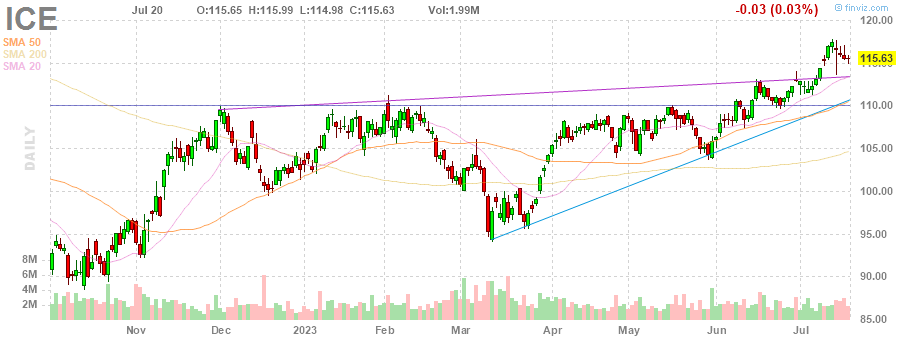 ICE Jul 20 O:115.65 H:115.99 L:114.98 C:115.63 Vol:1.99M -0.03 (0.03%) © finviz.com
SMA 50
SMA 200
SMA 20
DAILY
120.00
115.00
115.63
110.00
105.00
100.00
95.00
90.00
85.00
8M
6M
4M
2M
Nov Dec 2023 Feb Mar Apr May Jun Jul